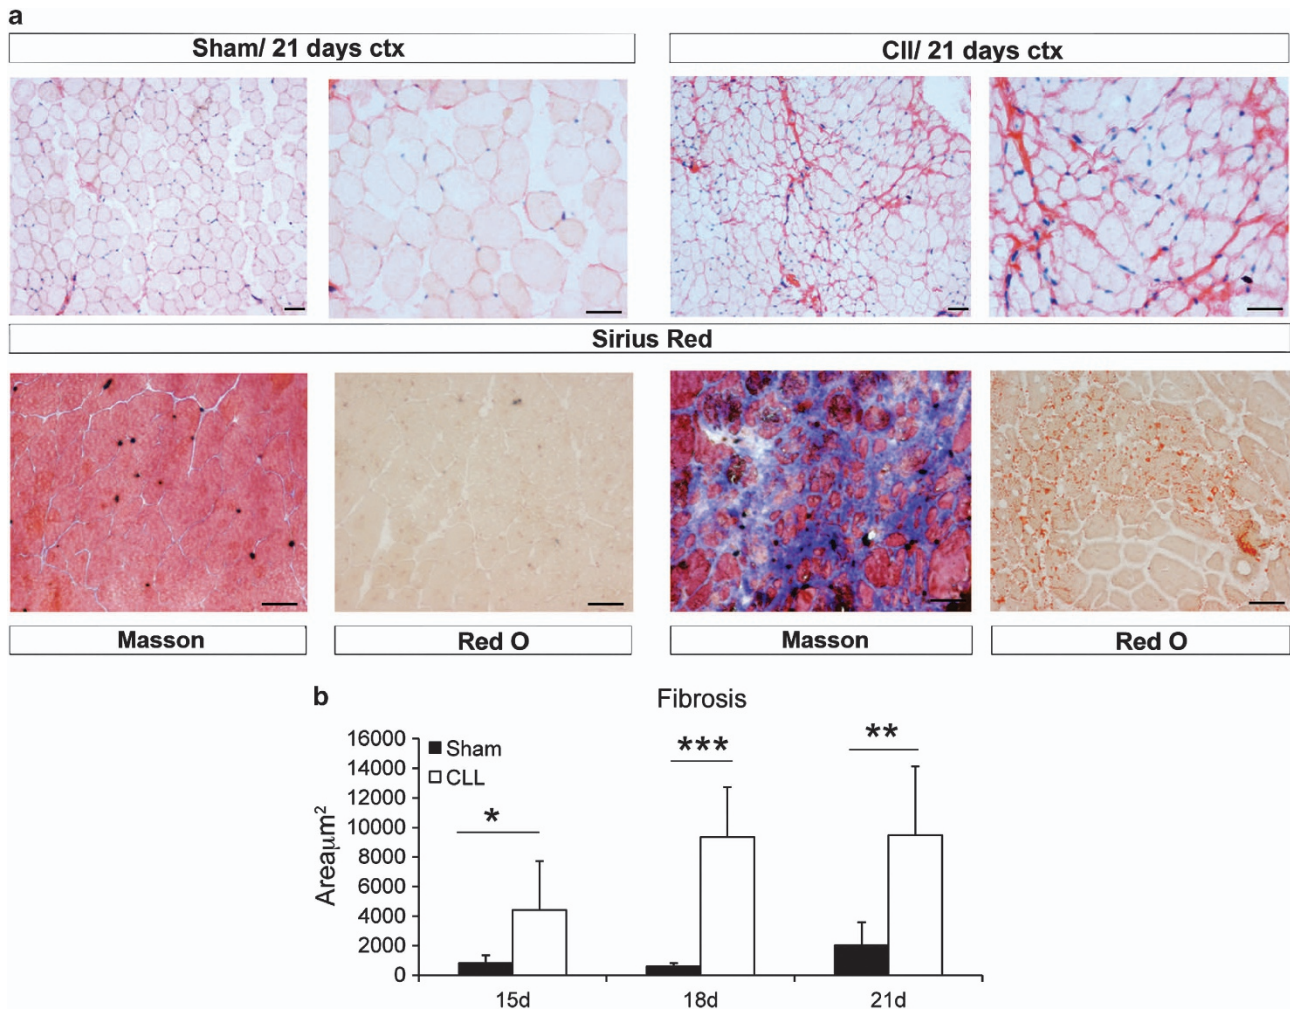 a
Sham/ 21 days ctx
Cll/ 21 days ctx
Sirius Red
Masson
Red O
Masson
Red O
b
Fibrosis
Areaµm²
16000
14000
12000
10000
8000
6000
4000
2000
0
Sham
CLL
*
***
**
15d
18d
21d